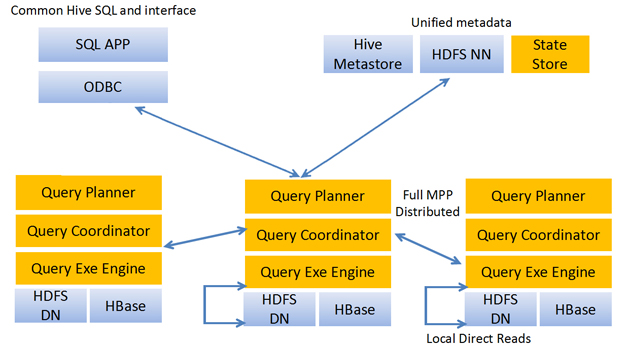 Common Hive SQL and interface
Unified metadata
SQL APP
ODBC
Hive
Metastore
HDFS NN
State
Store
Query Planner
Query Coordinator
Query Exe Engine
HDFS
DN
HBase
Query Planner
Query Coordinator
Query Exe Engine
HDFS
DN
HBase
Full MPP
Distributed
Query Planner
Query Coordinator
Query Exe Engine
HDFS
DN
HBase
Local Direct Reads